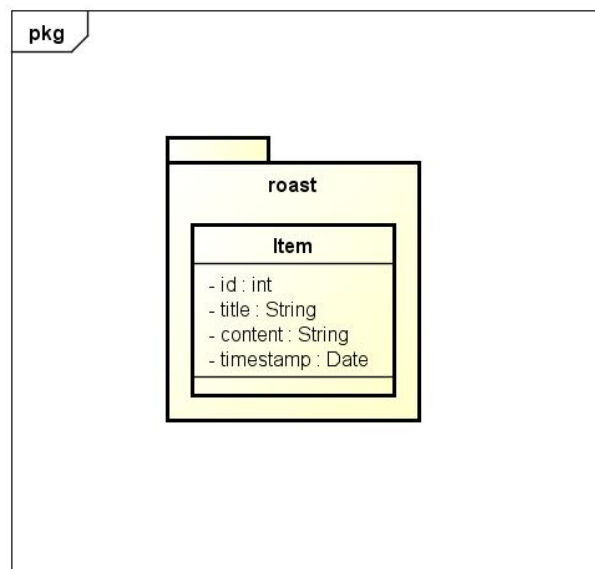 pkg
roast
Item
- id : int
- title : String
- content : String
- timestamp : Date